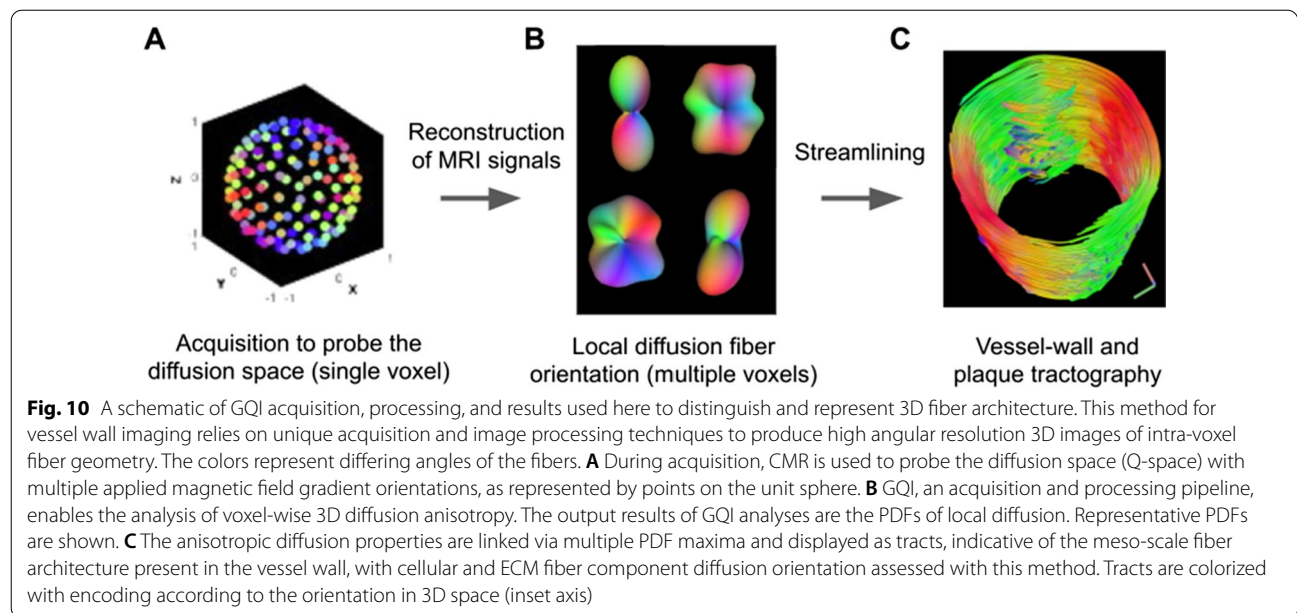 A
B
C
1
Z
0
-1
1
Y
0
-1
-1
0
X
1
Reconstruction
of MRI signals
Streamlining
Acquisition to probe the
diffusion space (single voxel)
Local diffusion fiber
orientation (multiple voxels)
Vessel-wall and
plaque tractography
Fig. 10 A schematic of GQI acquisition, processing, and results used here to distinguish and represent 3D fiber architecture. This method for
vessel wall imaging relies on unique acquisition and image processing techniques to produce high angular resolution 3D images of intra-voxel
fiber geometry. The colors represent differing angles of the fibers. A During acquisition, CMR is used to probe the diffusion space (Q-space) with
multiple applied magnetic field gradient orientations, as represented by points on the unit sphere. B GQI, an acquisition and processing pipeline,
enables the analysis of voxel-wise 3D diffusion anisotropy. The output results of GQI analyses are the PDFs of local diffusion. Representative PDFs
are shown. C The anisotropic diffusion properties are linked via multiple PDF maxima and displayed as tracts, indicative of the meso-scale fiber
architecture present in the vessel wall, with cellular and ECM fiber component diffusion orientation assessed with this method. Tracts are colorized
with encoding according to the orientation in 3D space (inset axis)